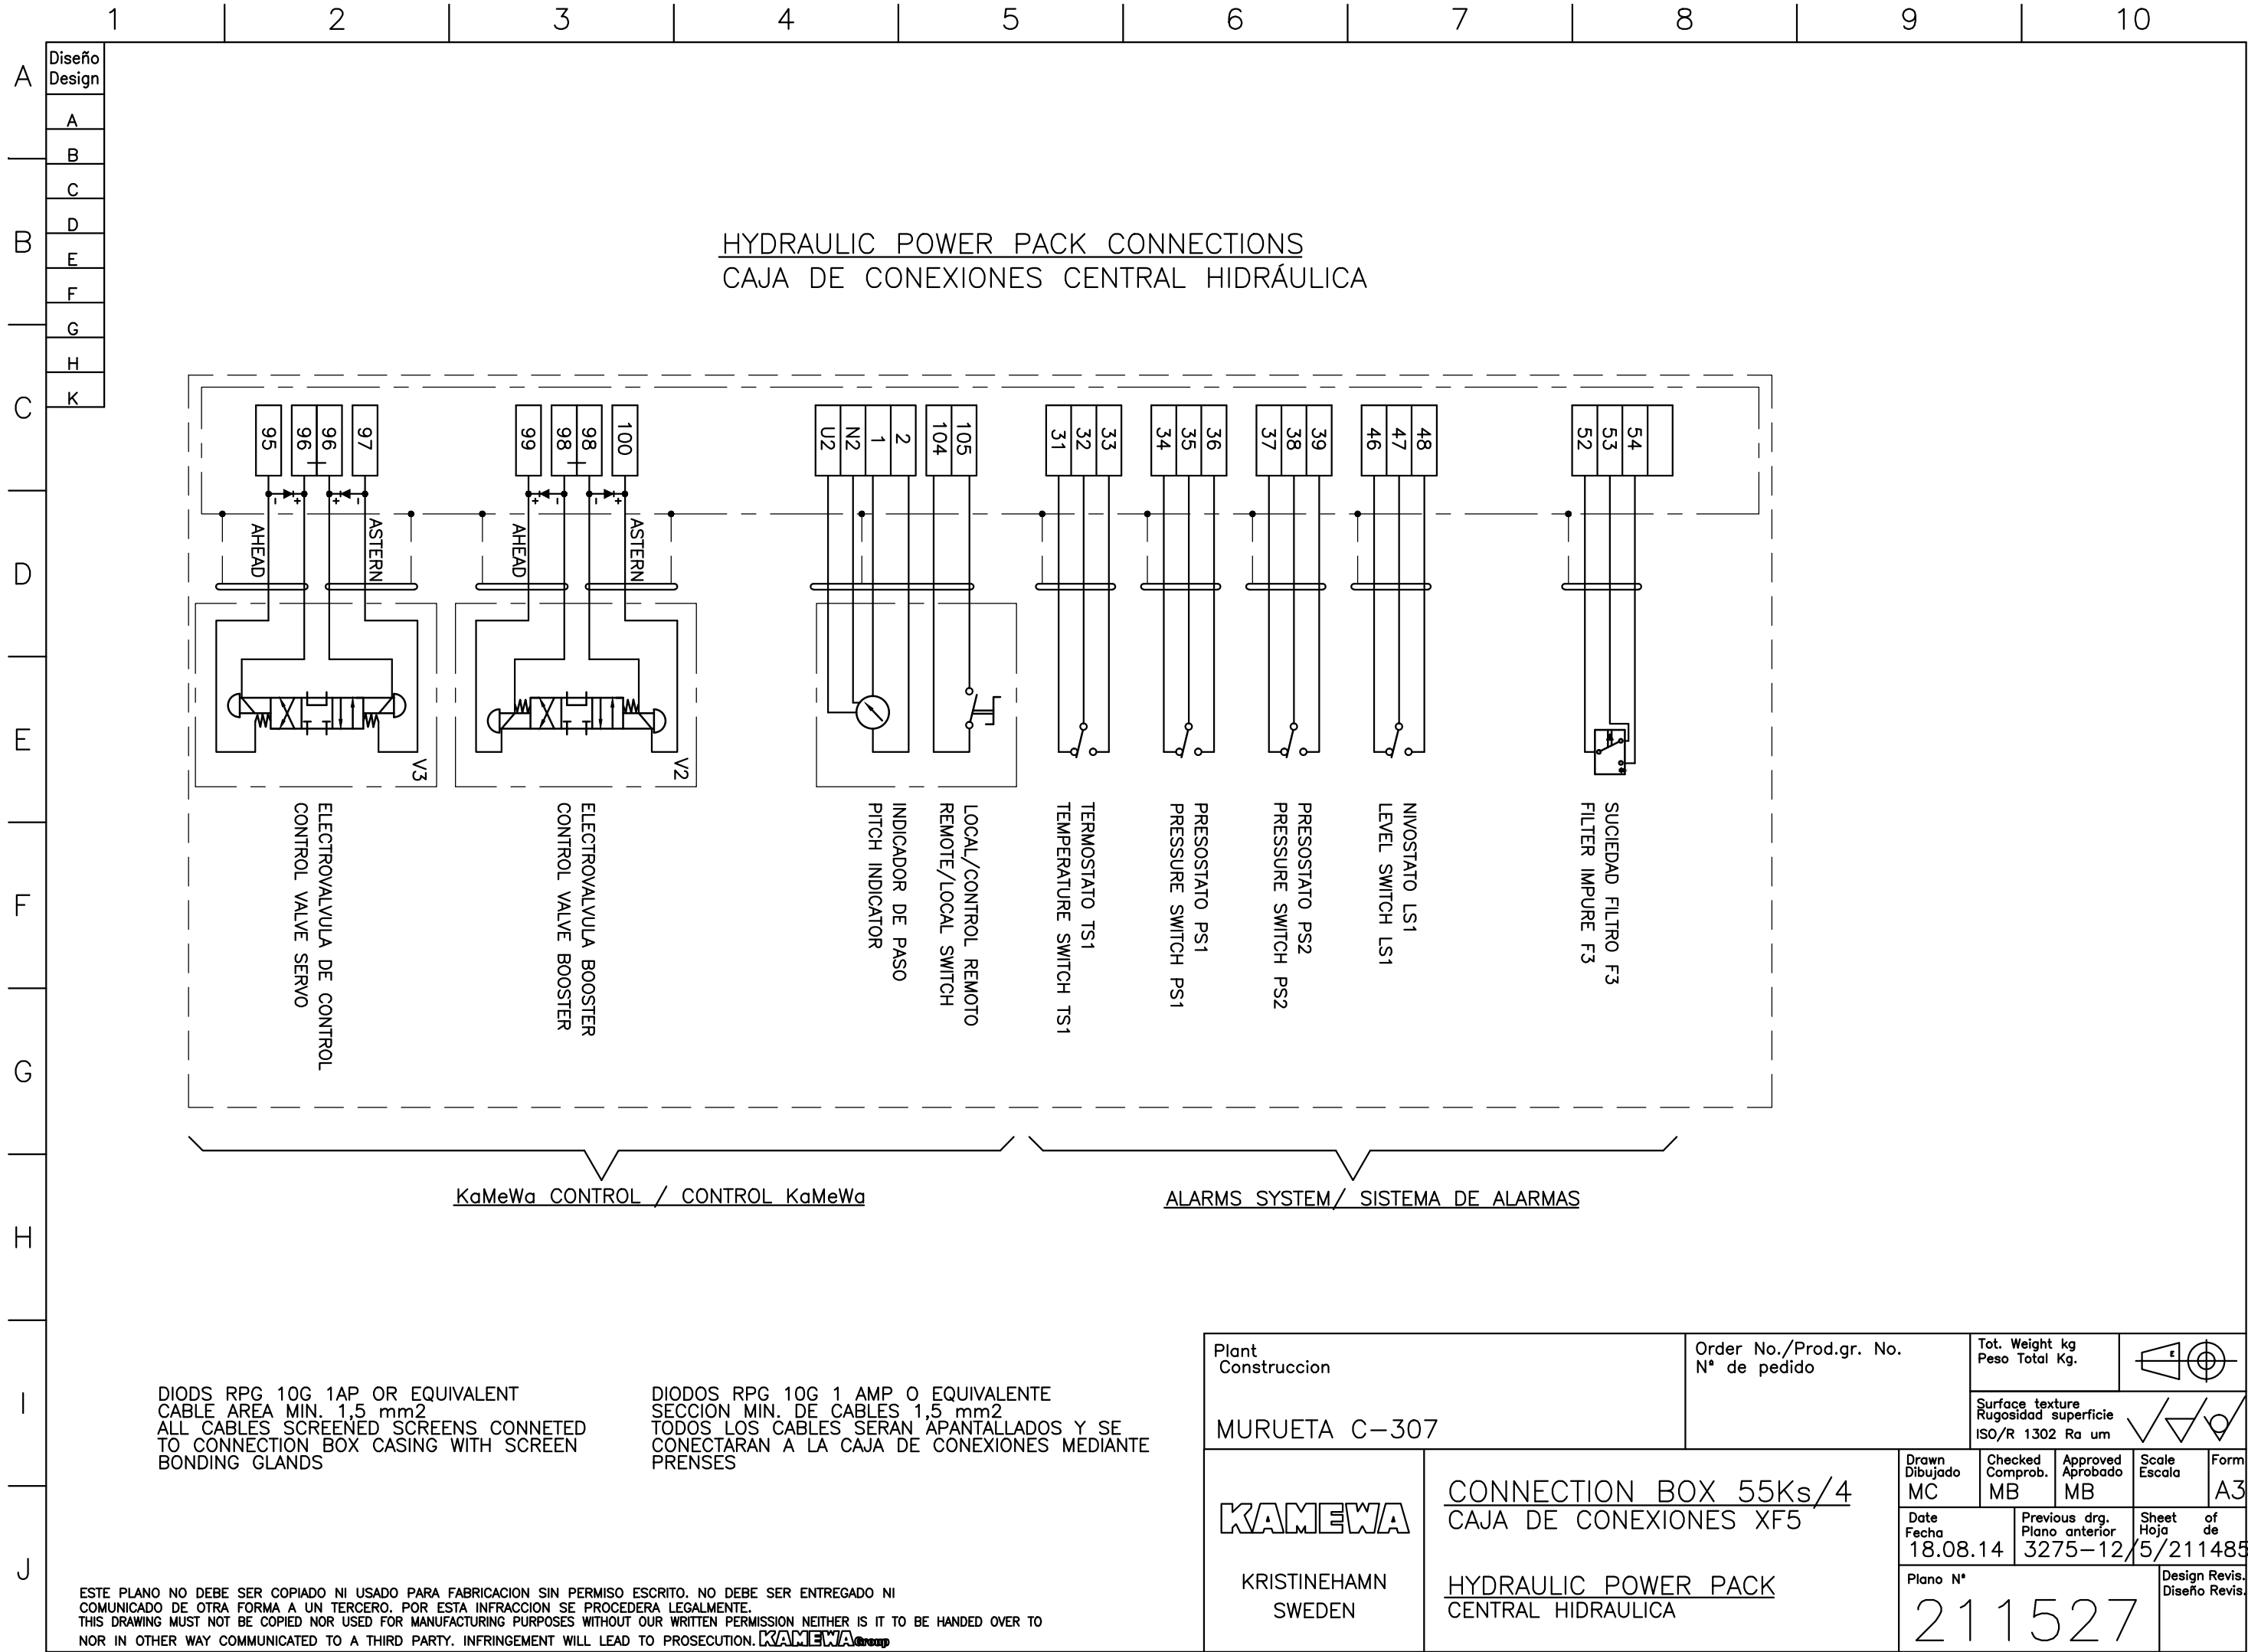 1 2 3 4 5 6 7 8 9 10
A
B
C
D
E
F
G
H
I
J
Diseño
Design
A
B
C
D
E
F
G
H
K
HYDRAULIC POWER PACK CONNECTIONS
CAJA DE CONEXIONES CENTRAL HIDRÁULICA
95 96 96 97
99 98 98 100
U2 N2 1 2 104 105
31 32 33
34 35 36
37 38 39
46 47 48
52 53 54
- + + -
+ - - +
AHEAD
ASTERN
AHEAD
ASTERN
V3
V2
ELECTROVALVULA DE CONTROL
CONTROL VALVE SERVO
ELECTROVALVULA BOOSTER
CONTROL VALVE BOOSTER
INDICADOR DE PASO
PITCH INDICATOR
LOCAL/CONTROL REMOTO
REMOTE/LOCAL SWITCH
TERMOSTATO TS1
TEMPERATURE SWITCH TS1
PRESOSTATO PS1
PRESSURE SWITCH PS1
PRESOSTATO PS2
PRESSURE SWITCH PS2
NIVOSTATO LS1
LEVEL SWITCH LS1
SUCIEDAD FILTRO F3
FILTER IMPURE F3
KaMeWa CONTROL / CONTROL KaMeWa
ALARMS SYSTEM/ SISTEMA DE ALARMAS
DIODS RPG 10G 1AP OR EQUIVALENT
CABLE AREA MIN. 1,5 mm2
ALL CABLES SCREENED SCREENS CONNETED
TO CONNECTION BOX CASING WITH SCREEN
BONDING GLANDS
DIODOS RPG 10G 1 AMP O EQUIVALENTE
SECCION MIN. DE CABLES 1,5 mm2
TODOS LOS CABLES SERAN APANTALLADOS Y SE
CONECTARAN A LA CAJA DE CONEXIONES MEDIANTE
PRENSES
ESTE PLANO NO DEBE SER COPIADO NI USADO PARA FABRICACION SIN PERMISO ESCRITO. NO DEBE SER ENTREGADO NI
COMUNICADO DE OTRA FORMA A UN TERCERO. POR ESTA INFRACCION SE PROCEDERA LEGALMENTE.
THIS DRAWING MUST NOT BE COPIED NOR USED FOR MANUFACTURING PURPOSES WITHOUT OUR WRITTEN PERMISSION NEITHER IS IT TO BE HANDED OVER TO
NOR IN OTHER WAY COMMUNICATED TO A THIRD PARTY. INFRINGEMENT WILL LEAD TO PROSECUTION. KAMEWA Group
Plant
Construccion
MURUETA C-307
Order No./Prod.gr. No.
Nº de pedido
Tot. Weight kg
Peso Total Kg.
E
Surface texture
Rugosidad superficie
ISO/R 1302 Ra um
KAMEWA
KRISTINEHAMN
SWEDEN
CONNECTION BOX 55Ks/4
CAJA DE CONEXIONES XF5
HYDRAULIC POWER PACK
CENTRAL HIDRAULICA
Drawn
Dibujado
MC
Checked
Comprob.
MB
Approved
Aprobado
MB
Scale
Escala
Form
A3
Date
Fecha
18.08.14
Previous drg.
Plano anterior
3275-12/5/211485
Sheet of
Hoja de
Plano Nº
211527
Design Revis.
Diseño Revis.